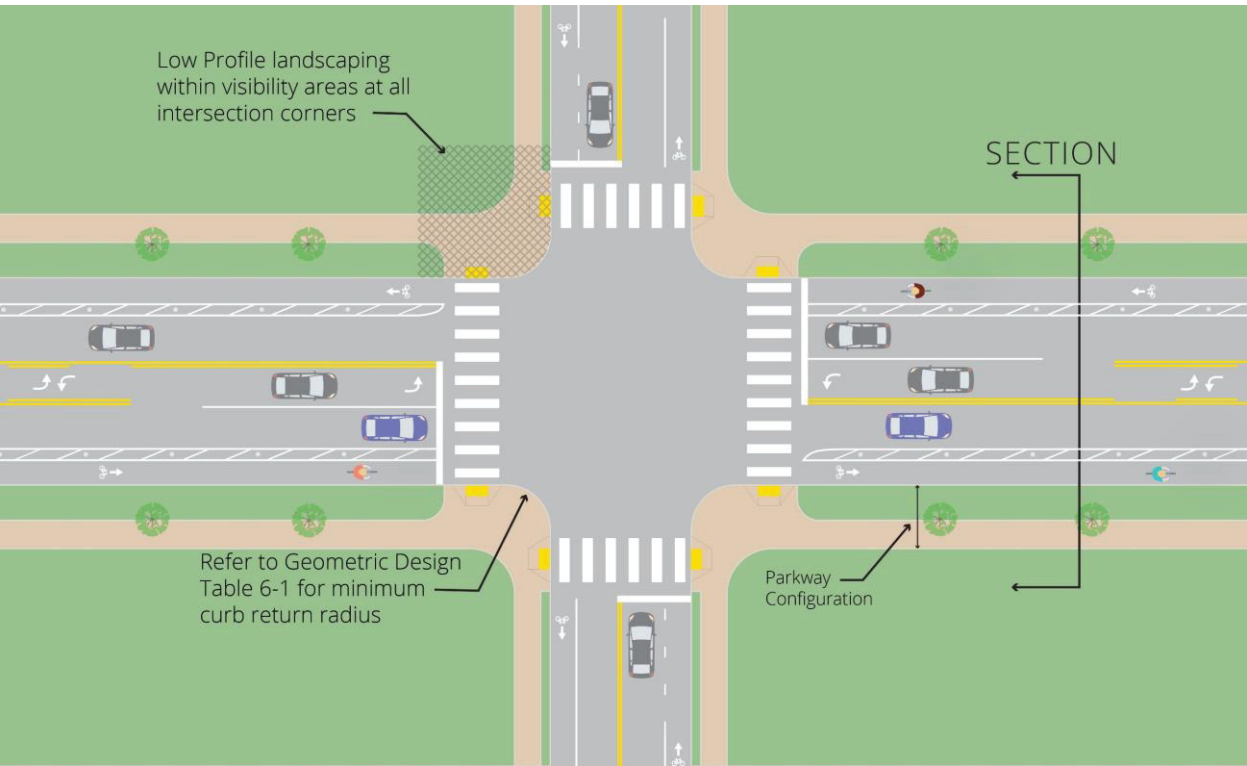 Low Profile landscaping
within visibility areas at all
intersection corners
SECTION
Refer to Geometric Design
Table 6-1 for minimum
curb return radius
Parkway
Configuration